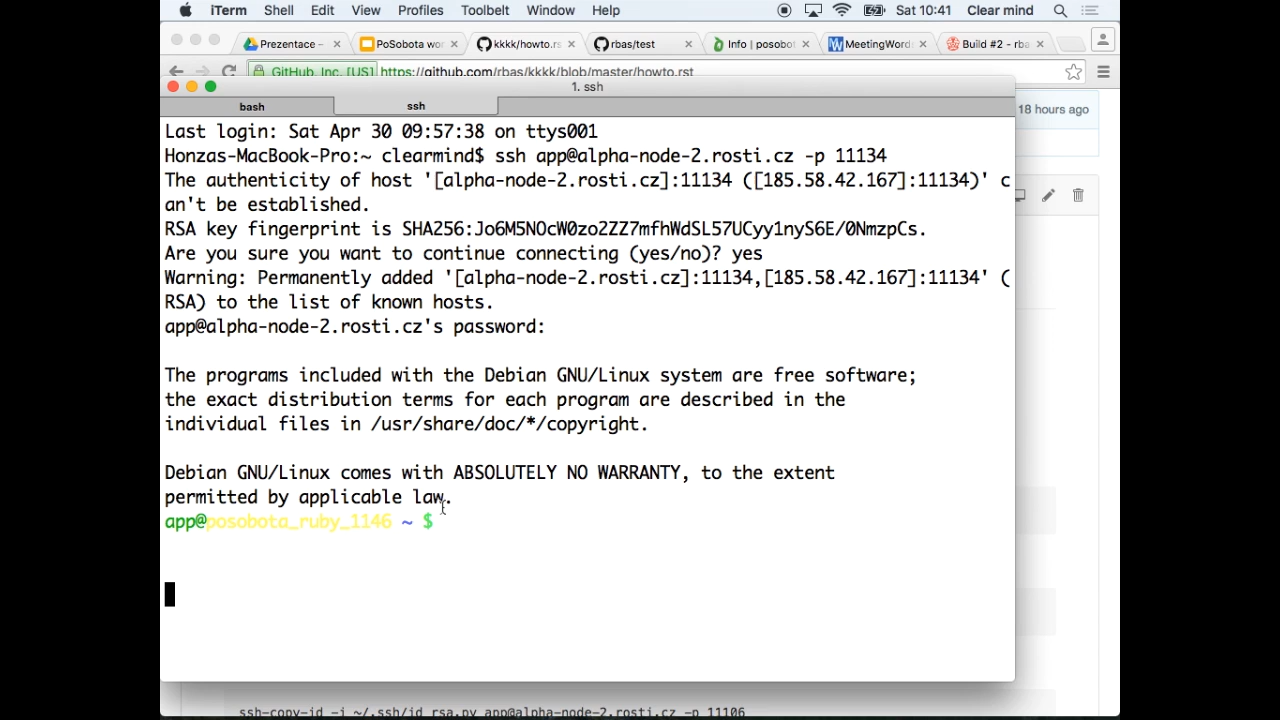 iTerm Shell Edit View Profiles Toolbelt Window Help Sat 10:41 Clear mind
Prezentace – PoSobota wor kkkk/howto.rs rbas/test Info | posobot MeetingWord Build #2 - rba
GitHub, Inc. [US] https://github.com/rbas/kkkk/blob/master/howto.rst
1. ssh
bash ssh
18 hours ago
Last login: Sat Apr 30 09:57:38 on ttys001
Honzas-MacBook-Pro:~ clearmind$ ssh app@alpha-node-2.rosti.cz -p 11134
The authenticity of host '[alpha-node-2.rosti.cz]:11134 ([185.58.42.167]:11134)' c
an't be established.
RSA key fingerprint is SHA256:Jo6M5NOcW0zo2ZZ7mfhWdSL57UCyy1nyS6E/0NmzpCs.
Are you sure you want to continue connecting (yes/no)? yes
Warning: Permanently added '[alpha-node-2.rosti.cz]:11134,[185.58.42.167]:11134' (
RSA) to the list of known hosts.
app@alpha-node-2.rosti.cz's password:
The programs included with the Debian GNU/Linux system are free software;
the exact distribution terms for each program are described in the
individual files in /usr/share/doc/*/copyright.
Debian GNU/Linux comes with ABSOLUTELY NO WARRANTY, to the extent
permitted by applicable law.
app@posobota_ruby_1146 ~ $
ssh-copy-id -i ~/.ssh/id_rsa.py app@alpha-node-2.rosti.cz -p 11106